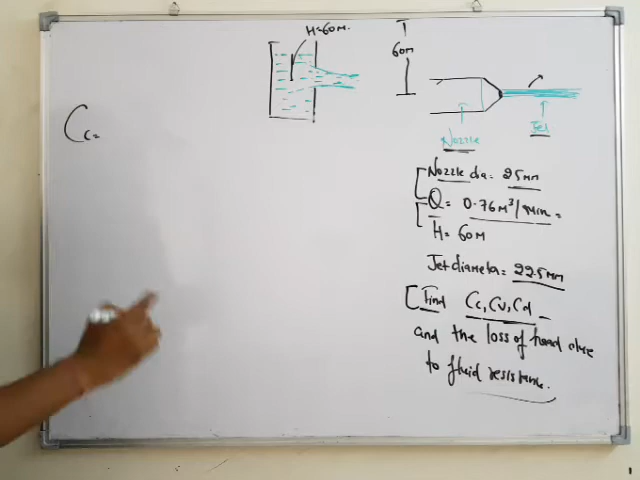 H=60M.
60M
Cc=
Nozzle
Jet
Nozzle dia= 25MM
Q= 0.76M³/Min=
H= 60M
Jet diameter= 22.5MM
Find Cc, Cv, Cd
and the loss of head due
to fluid resistance.